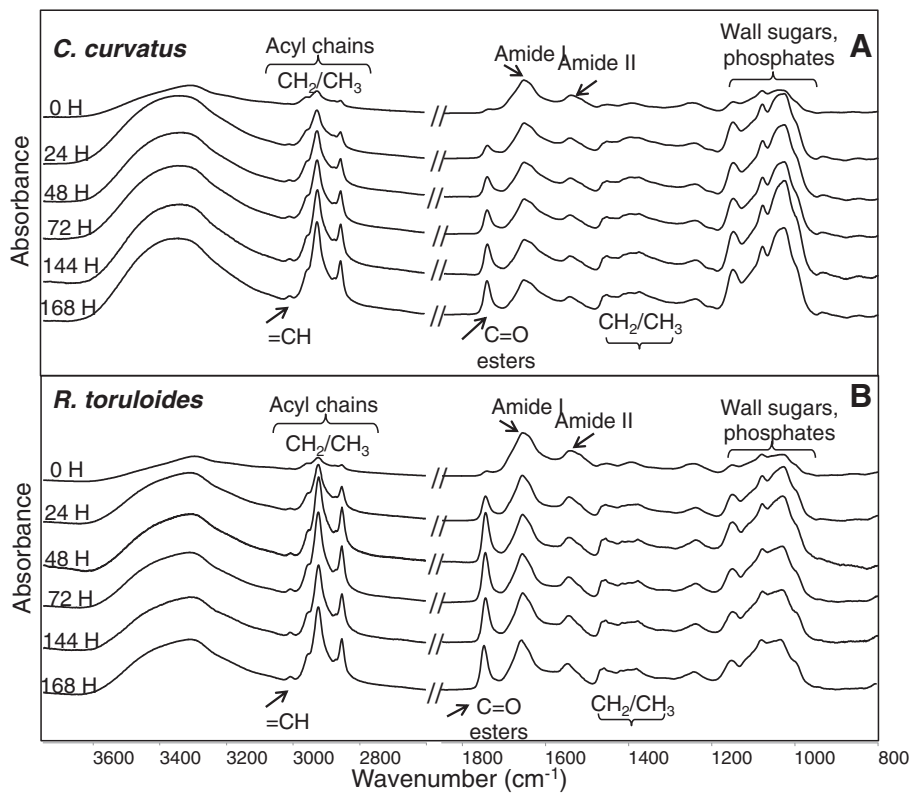 C. curvatus
A
Acyl chains
CH2/CH3
Amide I
Amide II
Wall sugars,
phosphates
0 H
24 H
48 H
72 H
144 H
168 H
Absorbance
//
//
//
//
//
//
=CH
C=O
esters
CH2/CH3
R. toruloides
B
Acyl chains
CH2/CH3
Amide I
Amide II
Wall sugars,
phosphates
0 H
24 H
48 H
72 H
144 H
168 H
Absorbance
//
//
//
//
//
//
=CH
C=O
esters
CH2/CH3
3600 3400 3200 3000 2800 1800 1600 1400 1200 1000 800
Wavenumber (cm-1)